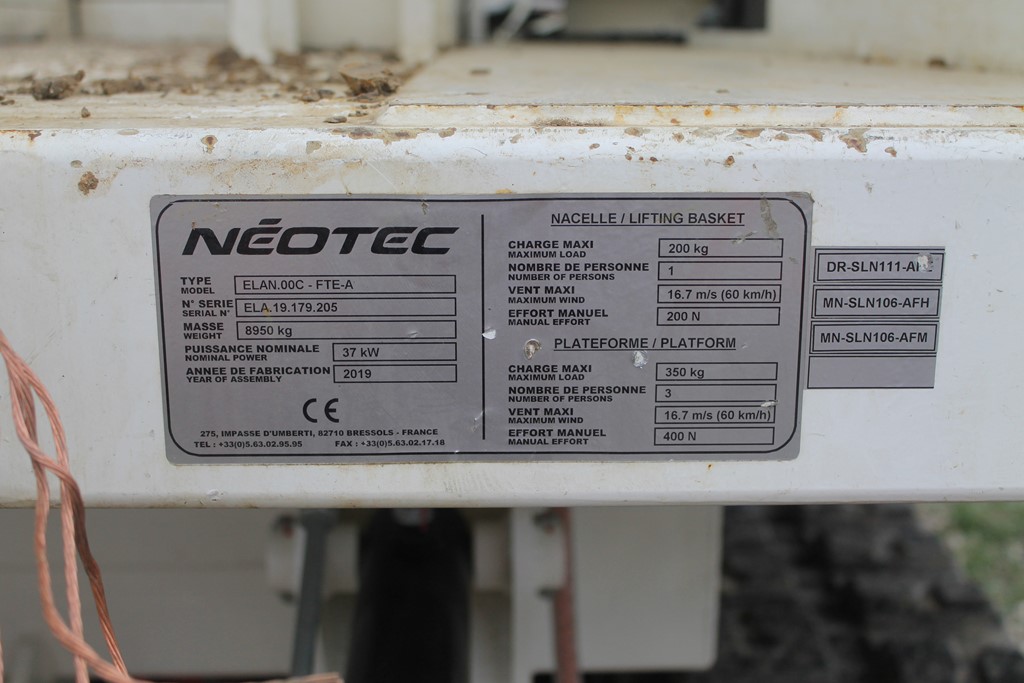 NÉOTEC
TYPE ELAN.00C - FTE-A
MODEL
N° SERIE ELA.19.179.205
SERIAL N°
MASSE 8950 kg
WEIGHT
PUISSANCE NOMINALE 37 kW
NOMINAL POWER
ANNEE DE FABRICATION 2019
YEAR OF ASSEMBLY
CE
275, IMPASSE D'UMBERTI, 82710 BRESSOLS - FRANCE
TEL : +33(0)5.63.02.95.95 FAX : +33(0)5.63.02.17.18
NACELLE / LIFTING BASKET
CHARGE MAXI 200 kg
MAXIMUM LOAD
NOMBRE DE PERSONNE 1
NUMBER OF PERSONS
VENT MAXI 16.7 m/s (60 km/h)
MAXIMUM WIND
EFFORT MANUEL 200 N
MANUAL EFFORT
PLATEFORME / PLATFORM
CHARGE MAXI 350 kg
MAXIMUM LOAD
NOMBRE DE PERSONNE 3
NUMBER OF PERSONS
VENT MAXI 16.7 m/s (60 km/h)
MAXIMUM WIND
EFFORT MANUEL 400 N
MANUAL EFFORT
MN-SLN106-AFH
MN-SLN106-AFM